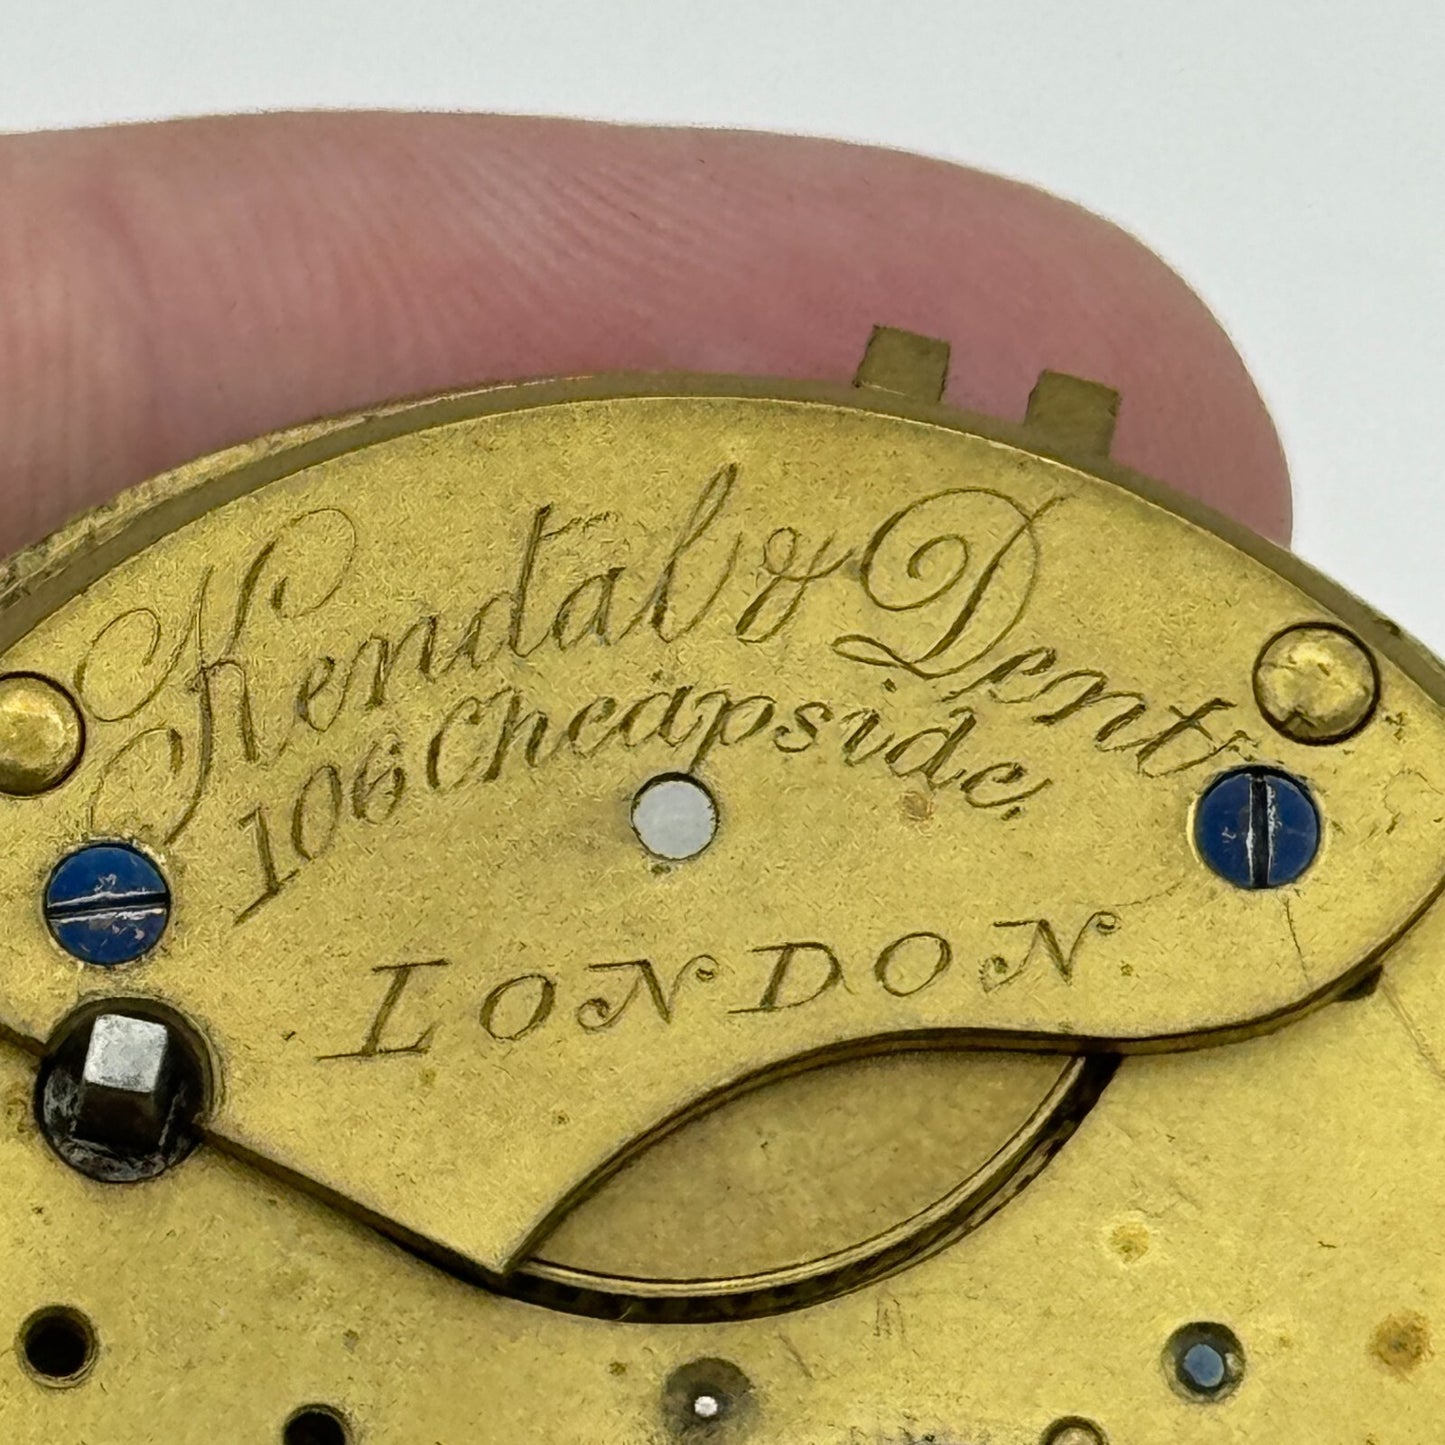 Kendal & Dent
106 Cheapside
LONDON